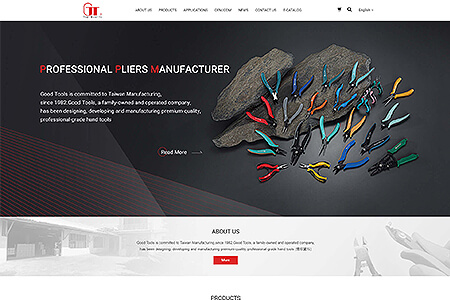 ABOUT US PRODUCTS APPLICATIONS OEM/ODM NEWS CONTACT US E-CATALOG English
PROFESSIONAL PLIERS MANUFACTURER
Good Tools is committed to Taiwan Manufacturing,
since 1982.Good Tools, a family-owned and operated company,
has been designing, developing and manufacturing premium quality,
professional-grade hand tools
Read More
ABOUT US
Good Tools is committed to Taiwan Manufacturing, since 1982.Good Tools, a family-owned and operated company,
has been designing, developing and manufacturing premium-quality professional-grade hand tools
More
PRODUCTS